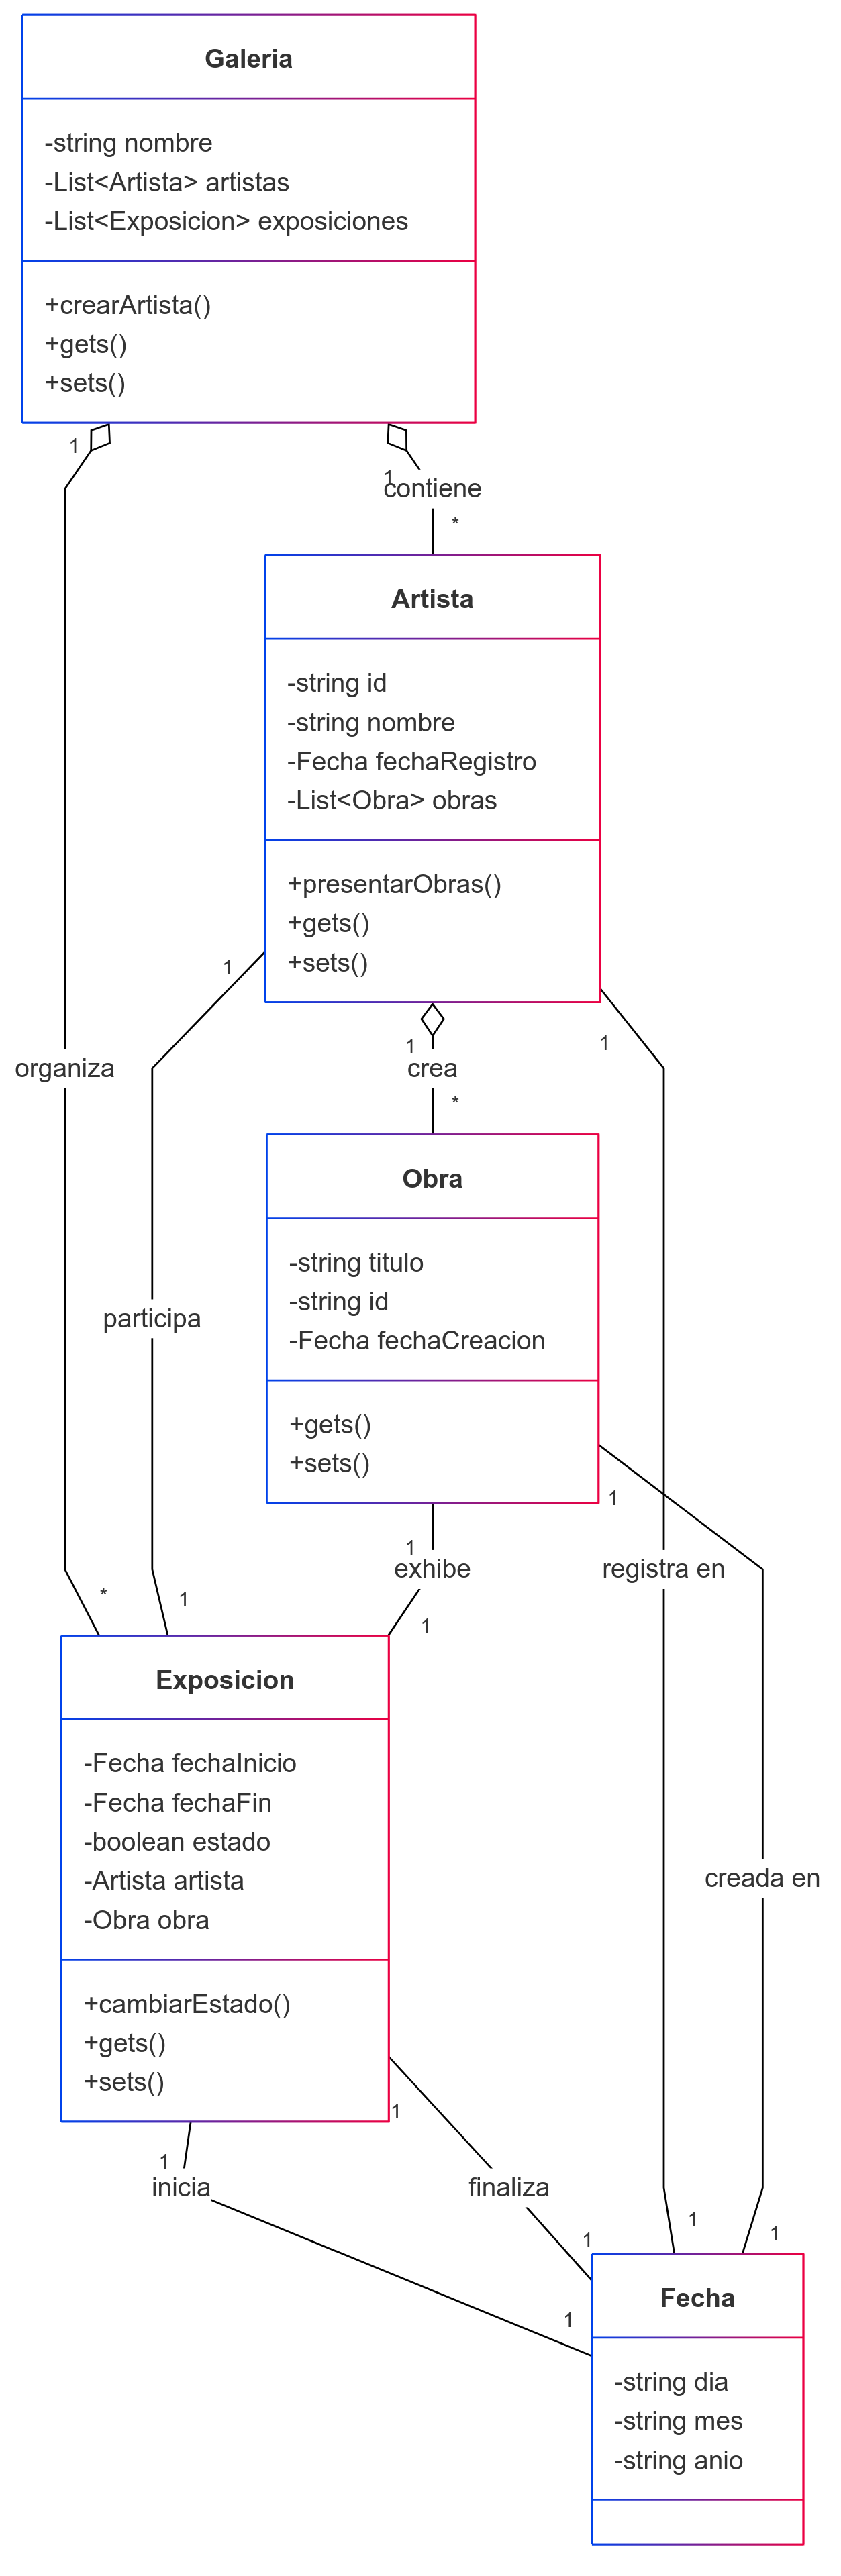 Galeria
-string nombre
-List<Artista> artistas
-List<Exposicion> exposiciones
+crearArtista()
+gets()
+sets()
1
1
contiene
*
Artista
-string id
-string nombre
-Fecha fechaRegistro
-List<Obra> obras
+presentarObras()
+gets()
+sets()
1
1
1
organiza
crea
*
Obra
-string titulo
-string id
-Fecha fechaCreacion
+gets()
+sets()
participa
1
1
exhibe
registra en
*
1
1
Exposicion
-Fecha fechaInicio
-Fecha fechaFin
-boolean estado
-Artista artista
-Obra obra
+cambiarEstado()
+gets()
+sets()
creada en
1
1
inicia
finaliza
1
1
1
1
Fecha
-string dia
-string mes
-string anio